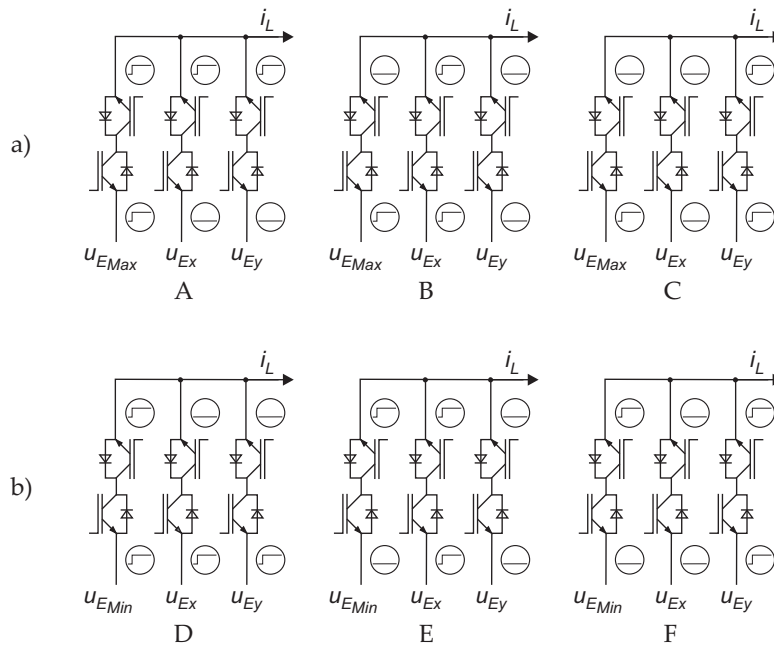 i_L i_L i_L
a)
u_EMax u_Ex u_Ey u_EMax u_Ex u_Ey u_EMax u_Ex u_Ey
A B C
i_L i_L i_L
b)
u_EMin u_Ex u_Ey u_EMin u_Ex u_Ey u_EMin u_Ex u_Ey
D E F